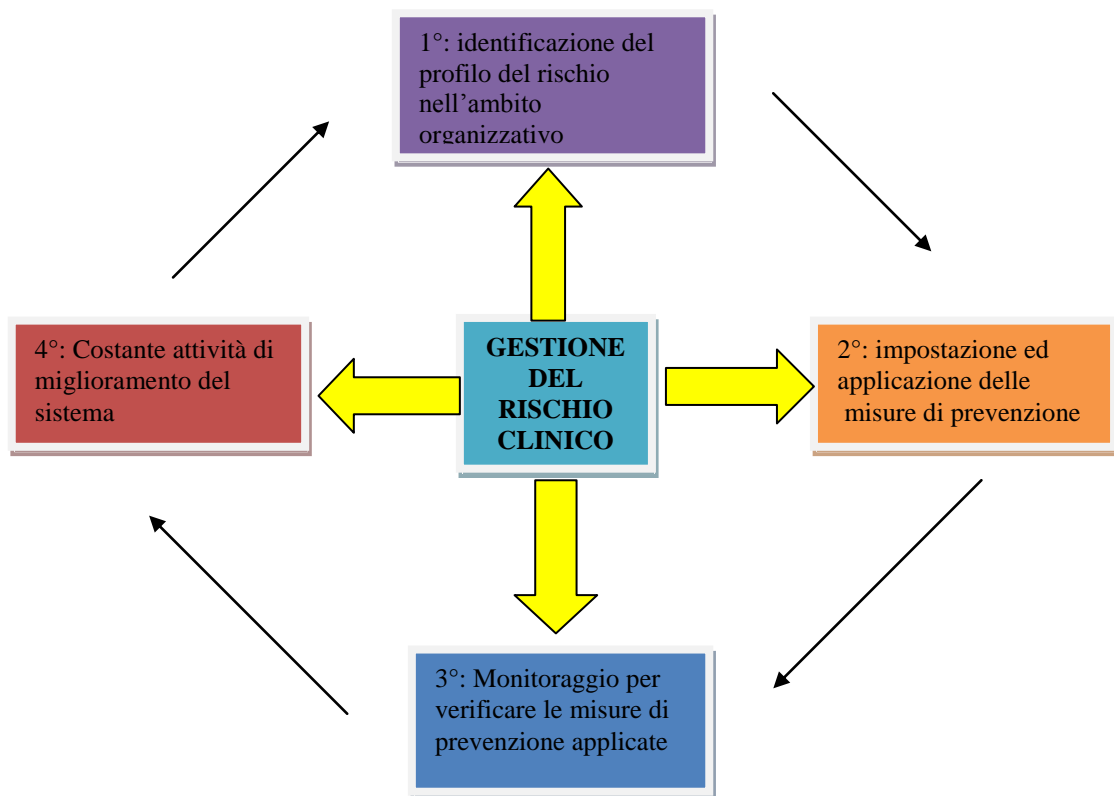 1°: identificazione del
profilo del rischio
nell’ambito
organizzativo
4°: Costante attività di
miglioramento del
sistema
GESTIONE
DEL
RISCHIO
CLINICO
2°: impostazione ed
applicazione delle
misure di prevenzione
3°: Monitoraggio per
verificare le misure di
prevenzione applicate